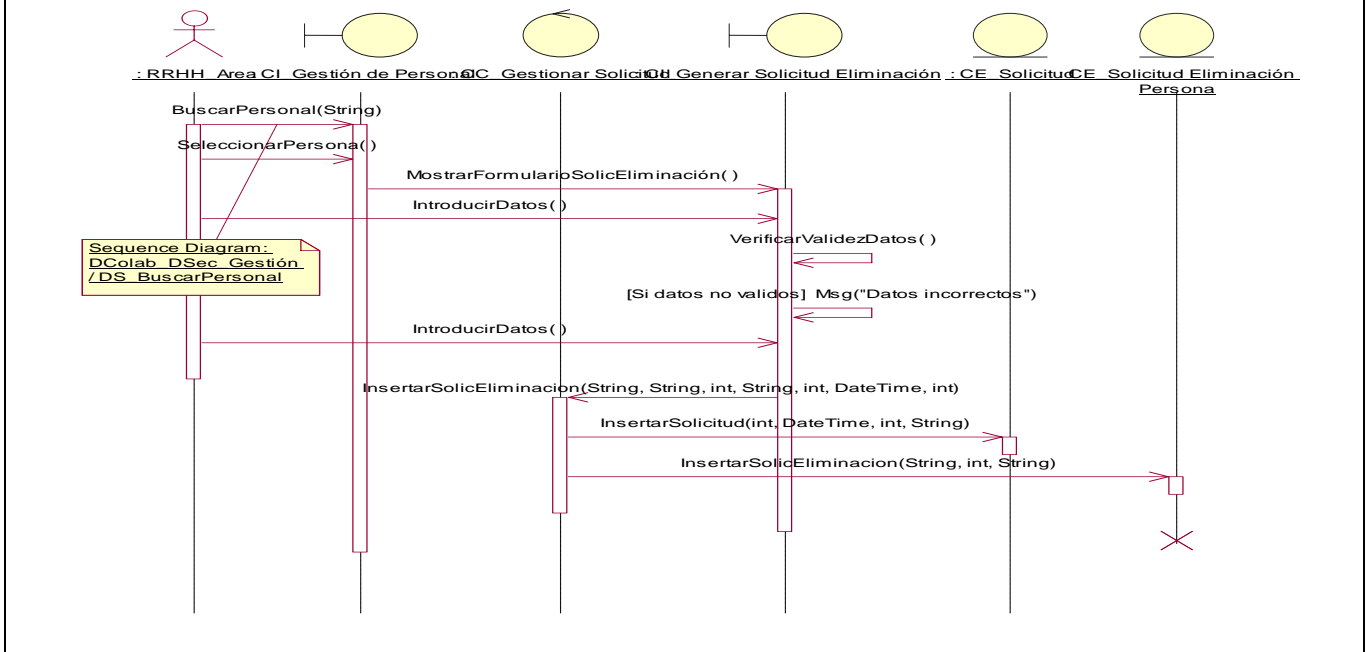 : RRHH_Area
CI_Gestión de Personal
CC_Gestionar Solicitud
Generar Solicitud Eliminación
: CE_Solicitud
CE_Solicitud Eliminación
Persona
BuscarPersonal(String)
SeleccionarPersona( )
MostrarFormularioSolicEliminación( )
IntroducirDatos( )
VerificarValidezDatos( )
Sequence Diagram:
DColab_DSec_Gestión
/ DS_BuscarPersonal
[Si datos no validos] Msg("Datos incorrectos")
IntroducirDatos( )
InsertarSolicEliminacion(String, String, int, String, int, DateTime, int)
InsertarSolicitud(int, DateTime, int, String)
InsertarSolicEliminacion(String, int, String)